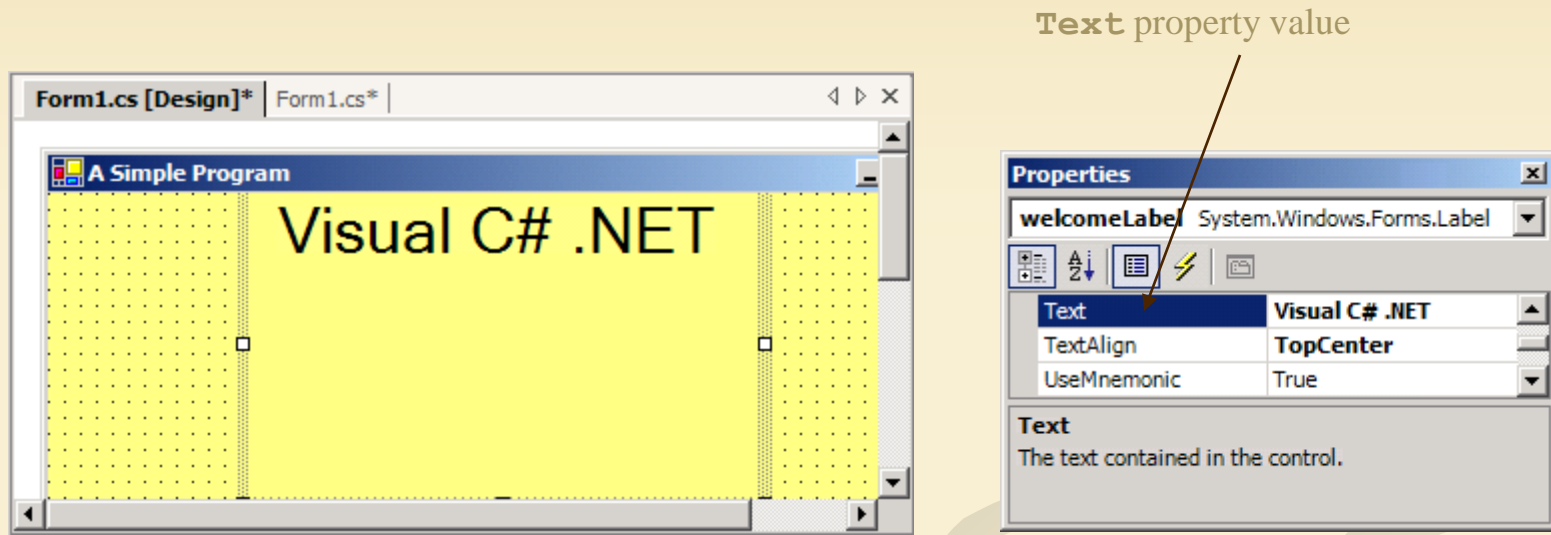 Text property value
Form1.cs [Design]* Form1.cs*
A Simple Program
Visual C# .NET
Properties
welcomeLabel System.Windows.Forms.Label
Text Visual C# .NET
TextAlign TopCenter
UseMnemonic True
Text
The text contained in the control.